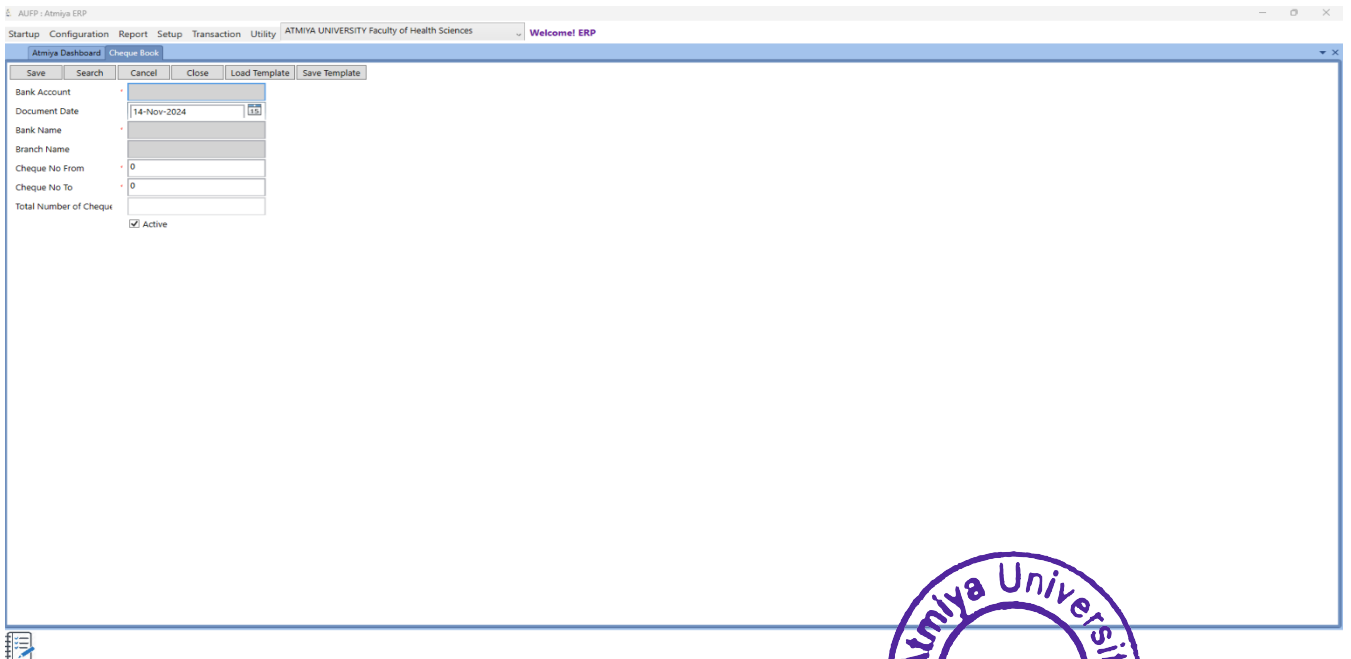 AUFP : Atmiya ERP
Startup Configuration Report Setup Transaction Utility ATMIYA UNIVERSITY Faculty of Health Sciences Welcome! ERP
Atmiya Dashboard Cheque Book
Save Search Cancel Close Load Template Save Template
Bank Account *
Document Date 14-Nov-2024 15
Bank Name *
Branch Name
Cheque No From * 0
Cheque No To * 0
Total Number of Cheque
Active
Atmiya Universi